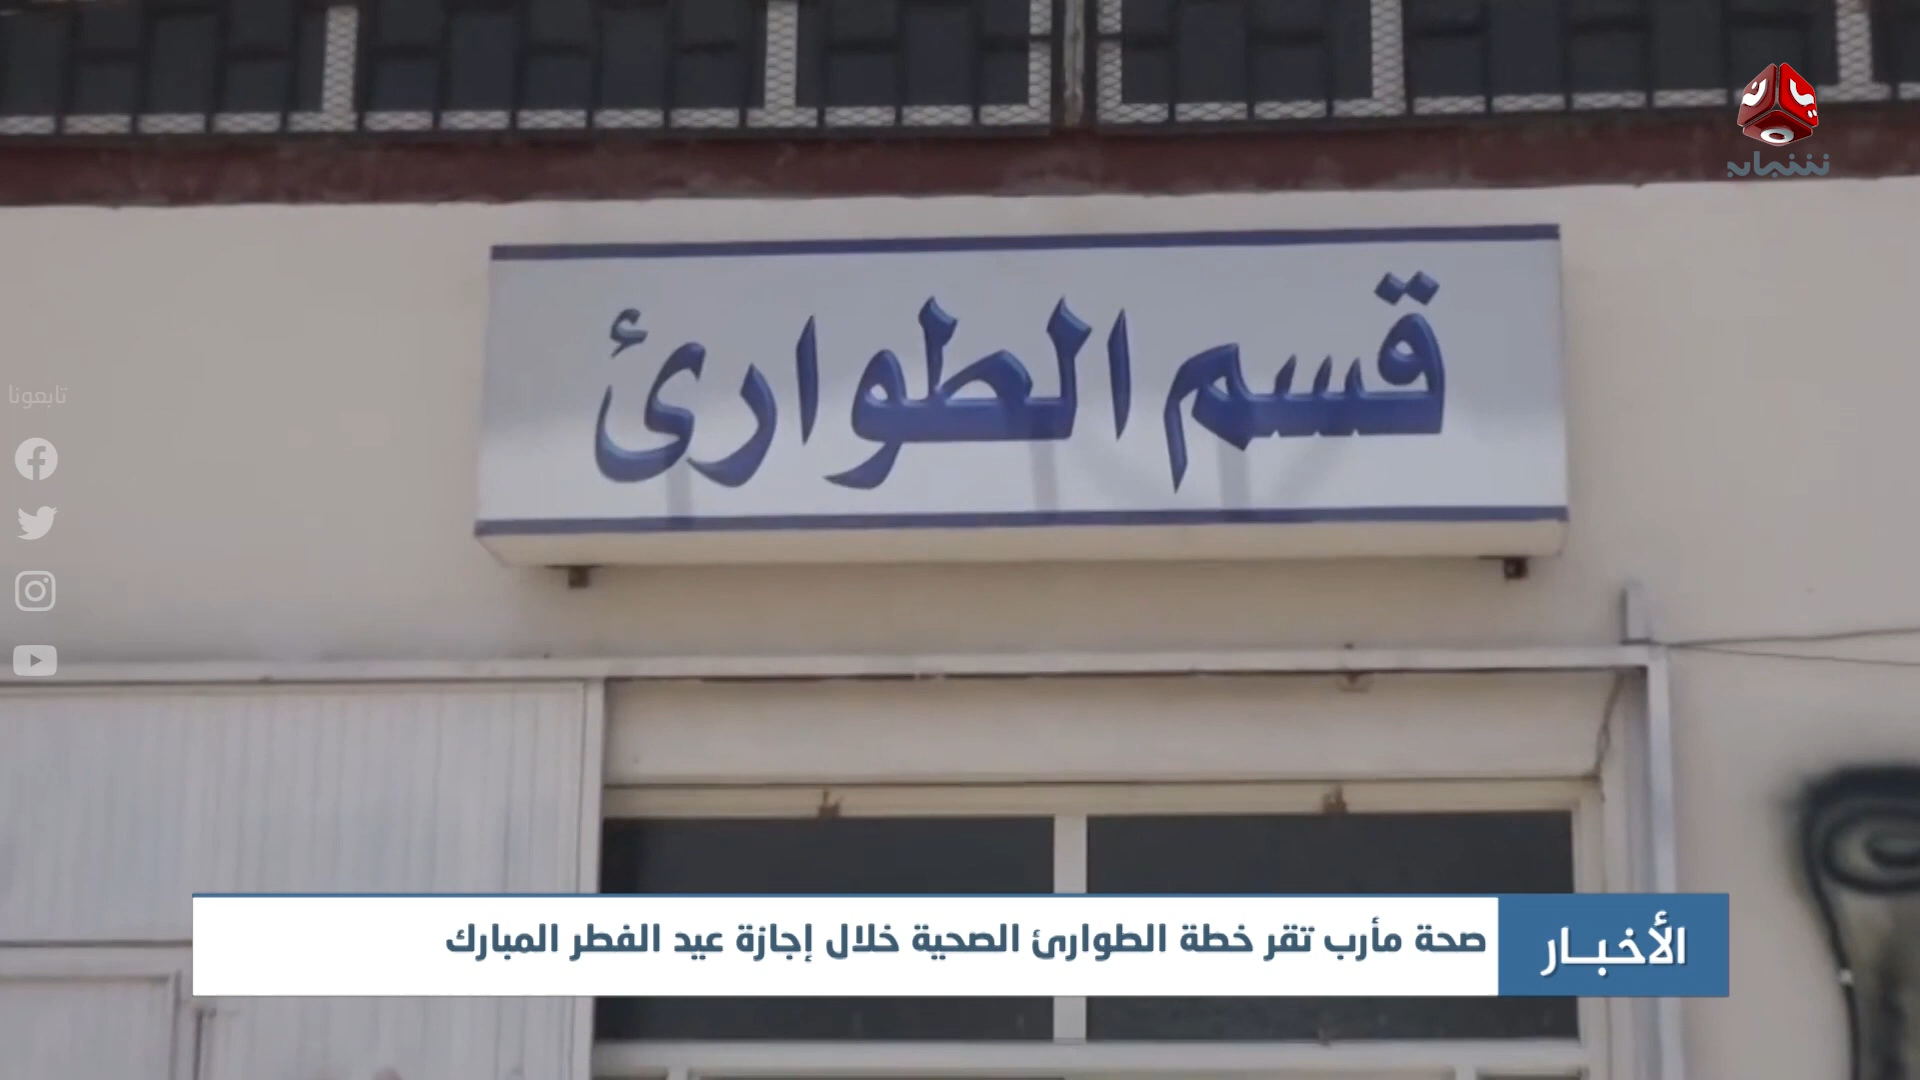 يمن
شباب
قسم الطوارئ
تابعونا
الأخبار
صحة مأرب تقر خطة الطوارئ الصحية خلال إجازة عيد الفطر المبارك